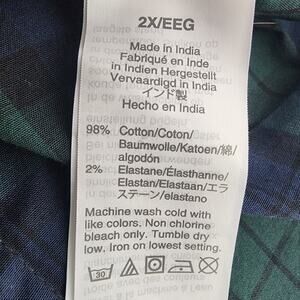 2X/EEG
Made in India
Fabriqué en Inde
in Indien Hergestellt
Vervaardigd in India
インド製
Hecho en India
98% Cotton/Coton/
Baumwolle/Katoen/綿/
algodón
2% Elastane/Élasthanne/
Elastan/Elastaan/エラ
ステーン/elastano
Machine wash cold with
like colors. Non chlorine
bleach only. Tumble dry
low. Iron on lowest setting.
30